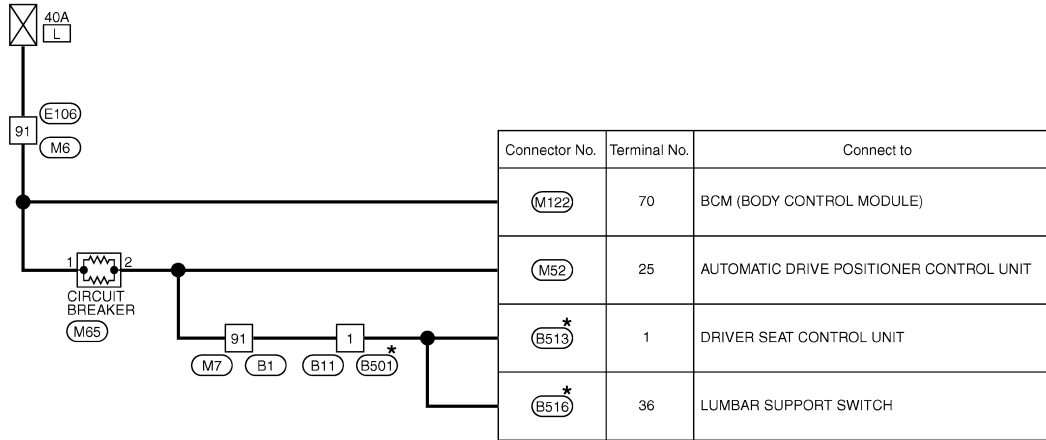 40A
L
E106
91
M6
Connector No. Terminal No. Connect to
M122 70 BCM (BODY CONTROL MODULE)
1 2
CIRCUIT
BREAKER
M65
M52 25 AUTOMATIC DRIVE POSITIONER CONTROL UNIT
91 1
M7 B1 B11 B501*
B513* 1 DRIVER SEAT CONTROL UNIT
B516* 36 LUMBAR SUPPORT SWITCH